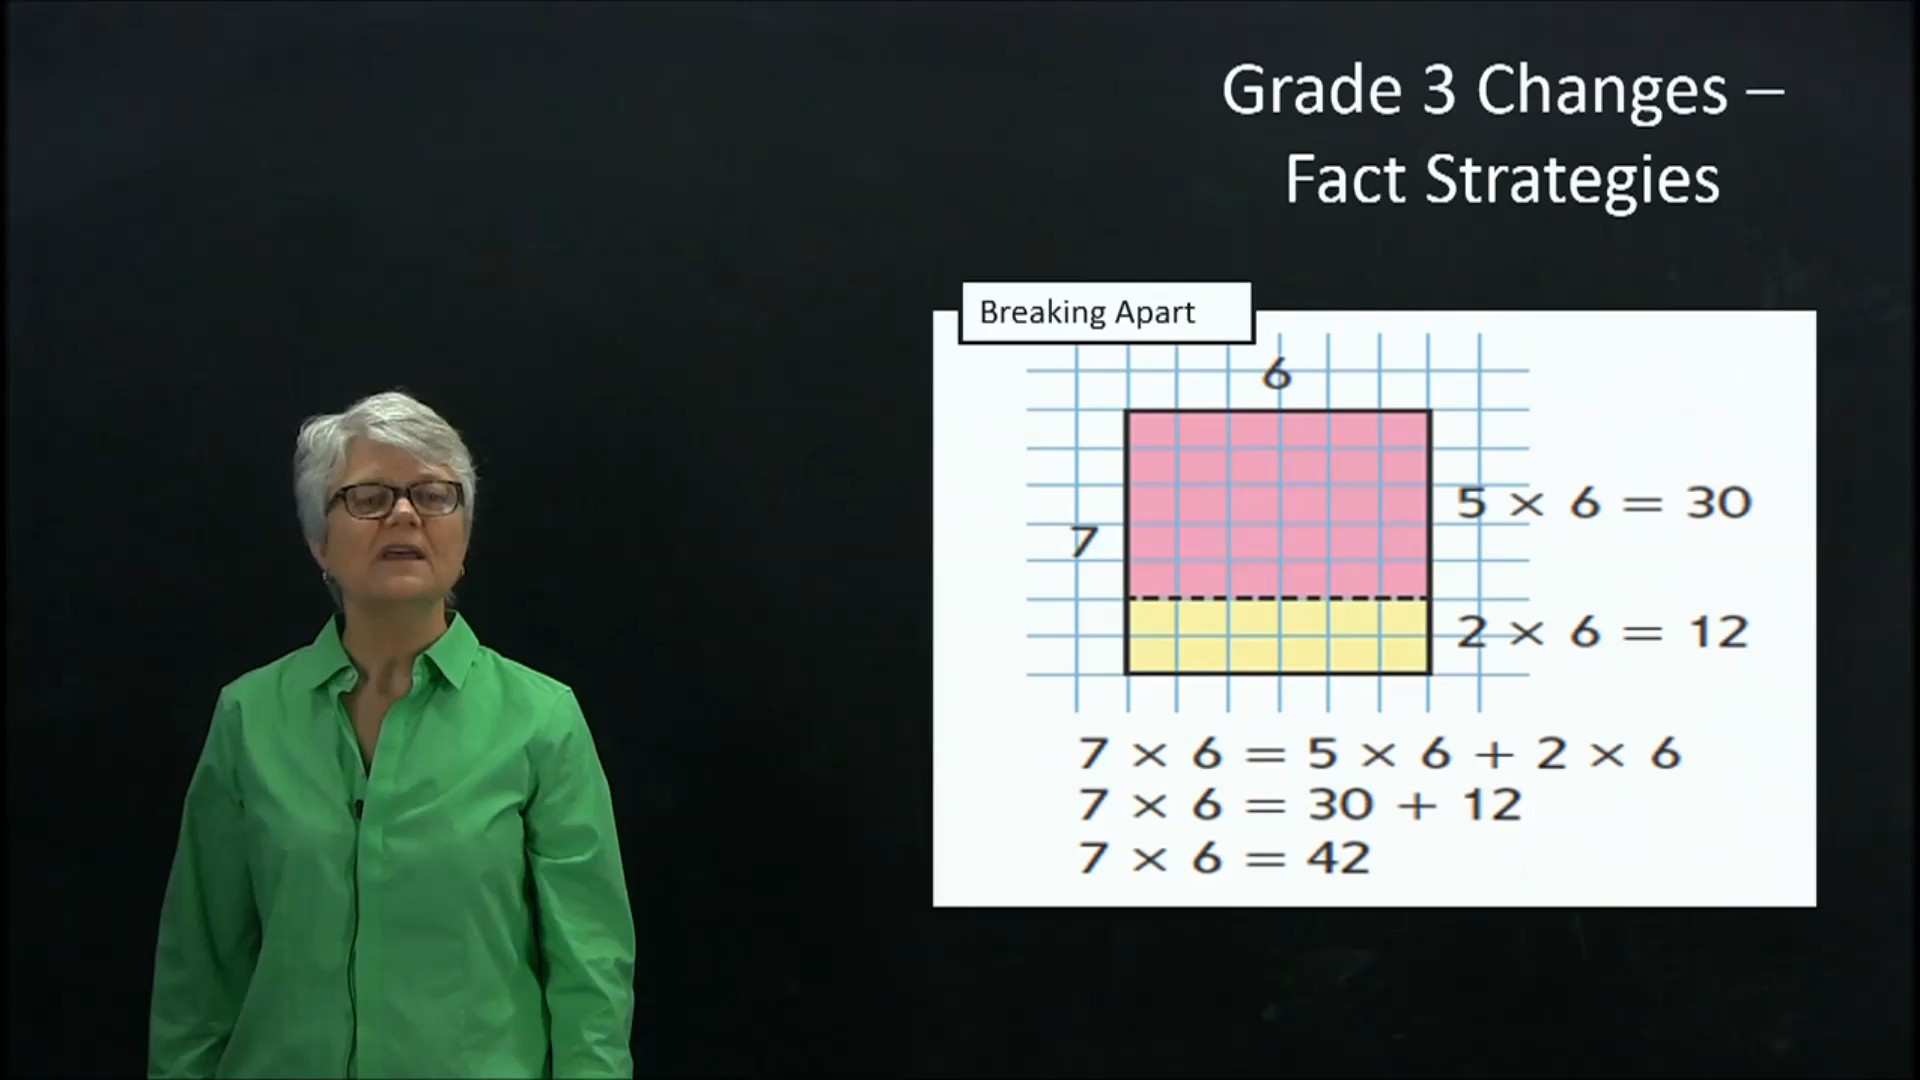 Grade 3 Changes –
Fact Strategies
Breaking Apart
6
7
5 × 6 = 30
2 × 6 = 12
7 × 6 = 5 × 6 + 2 × 6
7 × 6 = 30 + 12
7 × 6 = 42